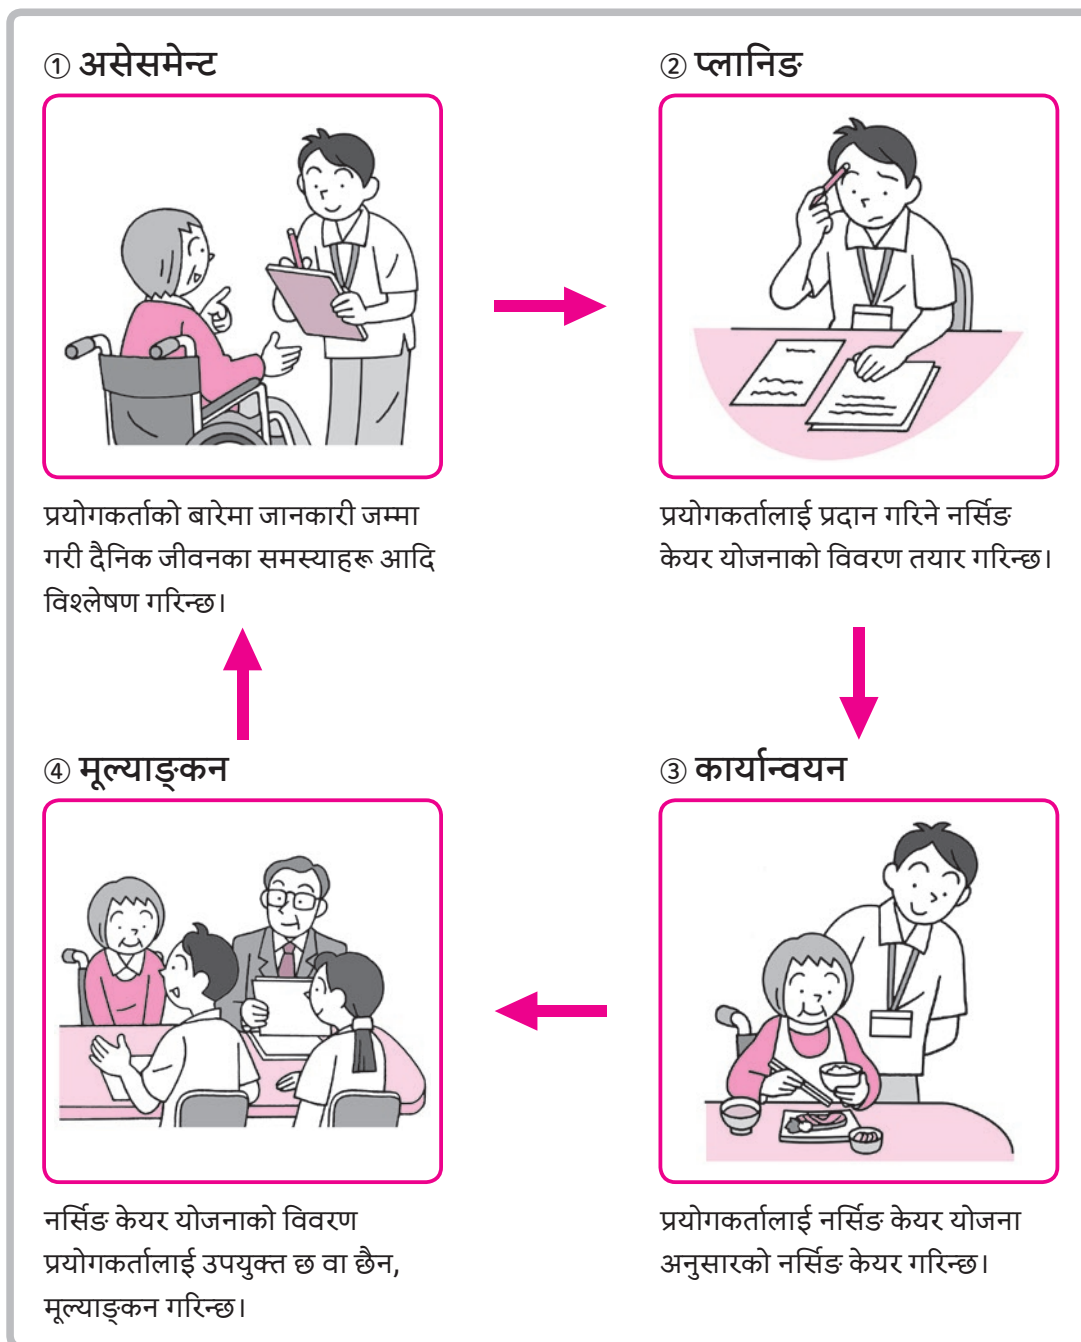 ① असेसमेन्ट
प्रयोगकर्ताको बारेमा जानकारी जम्मा
गरी दैनिक जीवनका समस्याहरू आदि
विश्लेषण गरिन्छ।
② प्लानिङ
प्रयोगकर्तालाई प्रदान गरिने नर्सिङ
केयर योजनाको विवरण तयार गरिन्छ।
③ कार्यान्वयन
प्रयोगकर्तालाई नर्सिङ केयर योजना
अनुसारको नर्सिङ केयर गरिन्छ।
④ मूल्याङ्कन
नर्सिङ केयर योजनाको विवरण
प्रयोगकर्तालाई उपयुक्त छ वा छैन,
मूल्याङ्कन गरिन्छ।